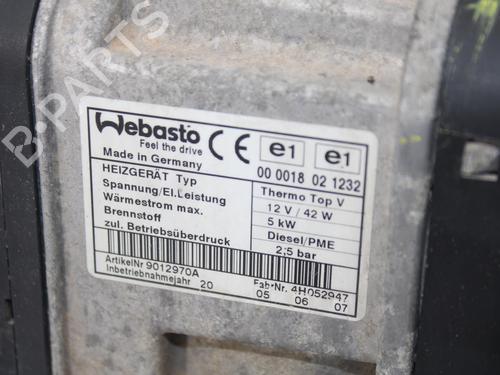 B-PARTS
Webasto CE e1 e1
Feel the drive
Made in Germany 00 0018 02 1232
HEIZGERÄT Typ Thermo Top V
Spannung/El.Leistung 12 V / 42 W
Wärmestrom max. 5 kW
Brennstoff Diesel/PME
zul. Betriebsüberdruck 2,5 bar
ArtikelNr 9012970A Fab-Nr. 4H052947
Inbetriebnahmejahr 20 05 06 07